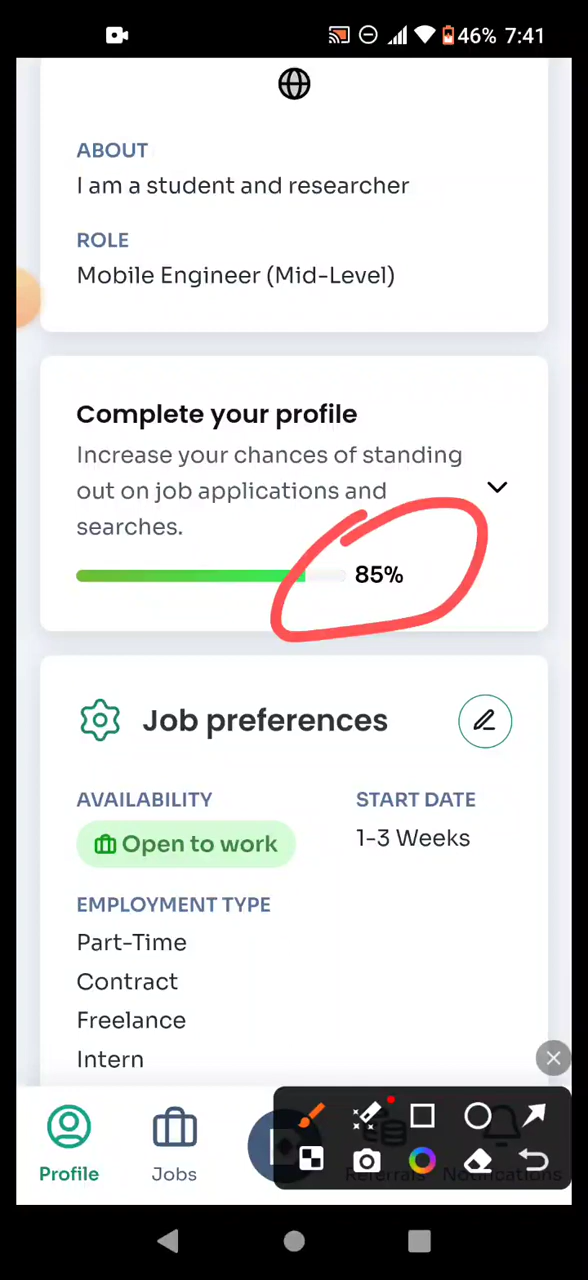 46% 7:41
ABOUT
I am a student and researcher
ROLE
Mobile Engineer (Mid-Level)
Complete your profile
Increase your chances of standing
out on job applications and
searches.
85%
Job preferences
AVAILABILITY START DATE
Open to work 1-3 Weeks
EMPLOYMENT TYPE
Part-Time
Contract
Freelance
Intern
Profile Jobs Referrals Notifications